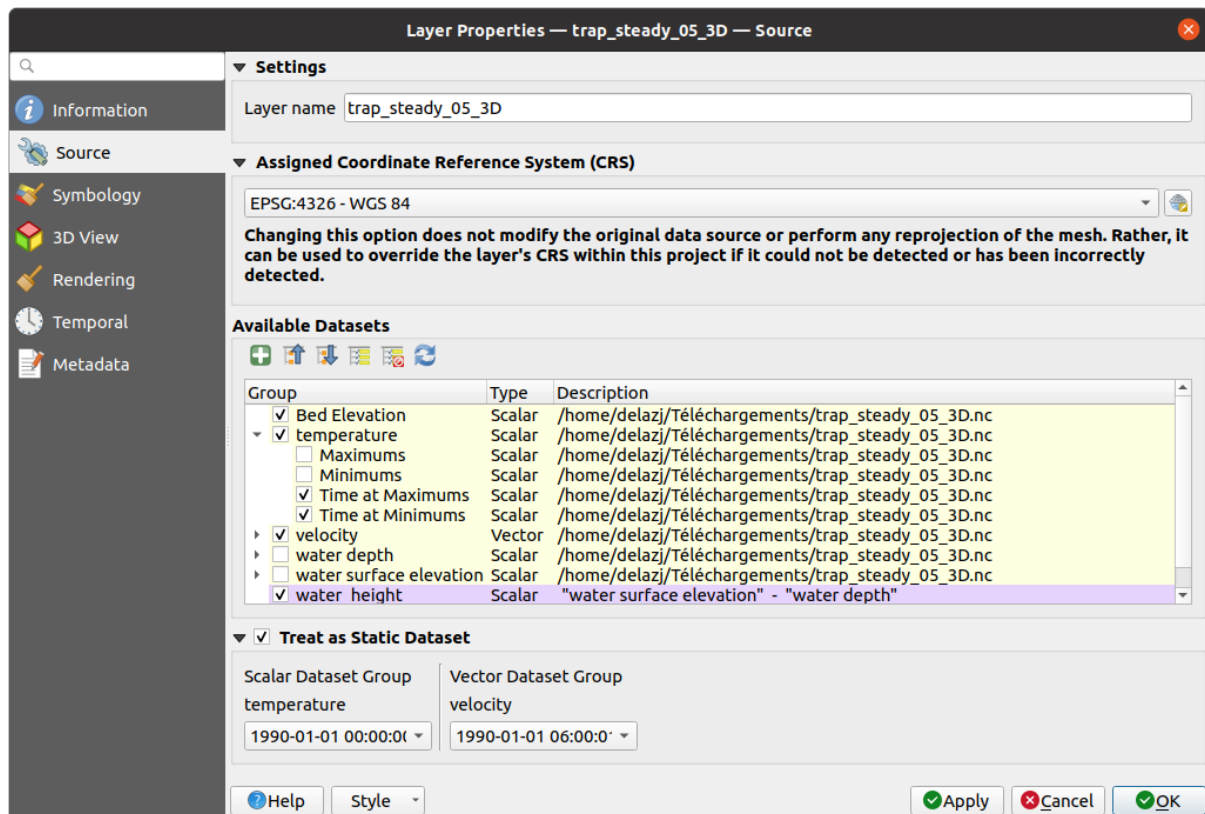 Layer Properties — trap_steady_05_3D — Source
Information
Source
Symbology
3D View
Rendering
Temporal
Metadata
Settings
Layer name trap_steady_05_3D
Assigned Coordinate Reference System (CRS)
EPSG:4326 - WGS 84
Changing this option does not modify the original data source or perform any reprojection of the mesh. Rather, it
can be used to override the layer's CRS within this project if it could not be detected or has been incorrectly
detected.
Available Datasets
Group Type Description
Bed Elevation Scalar /home/delazj/Téléchargements/trap_steady_05_3D.nc
temperature Scalar /home/delazj/Téléchargements/trap_steady_05_3D.nc
Maximums Scalar /home/delazj/Téléchargements/trap_steady_05_3D.nc
Minimums Scalar /home/delazj/Téléchargements/trap_steady_05_3D.nc
Time at Maximums Scalar /home/delazj/Téléchargements/trap_steady_05_3D.nc
Time at Minimums Scalar /home/delazj/Téléchargements/trap_steady_05_3D.nc
velocity Vector /home/delazj/Téléchargements/trap_steady_05_3D.nc
water depth Scalar /home/delazj/Téléchargements/trap_steady_05_3D.nc
water surface elevation Scalar /home/delazj/Téléchargements/trap_steady_05_3D.nc
water_height Scalar "water surface elevation" - "water depth"
Treat as Static Dataset
Scalar Dataset Group Vector Dataset Group
temperature velocity
1990-01-01 00:00:00 1990-01-01 06:00:0
Help Style Apply Cancel OK